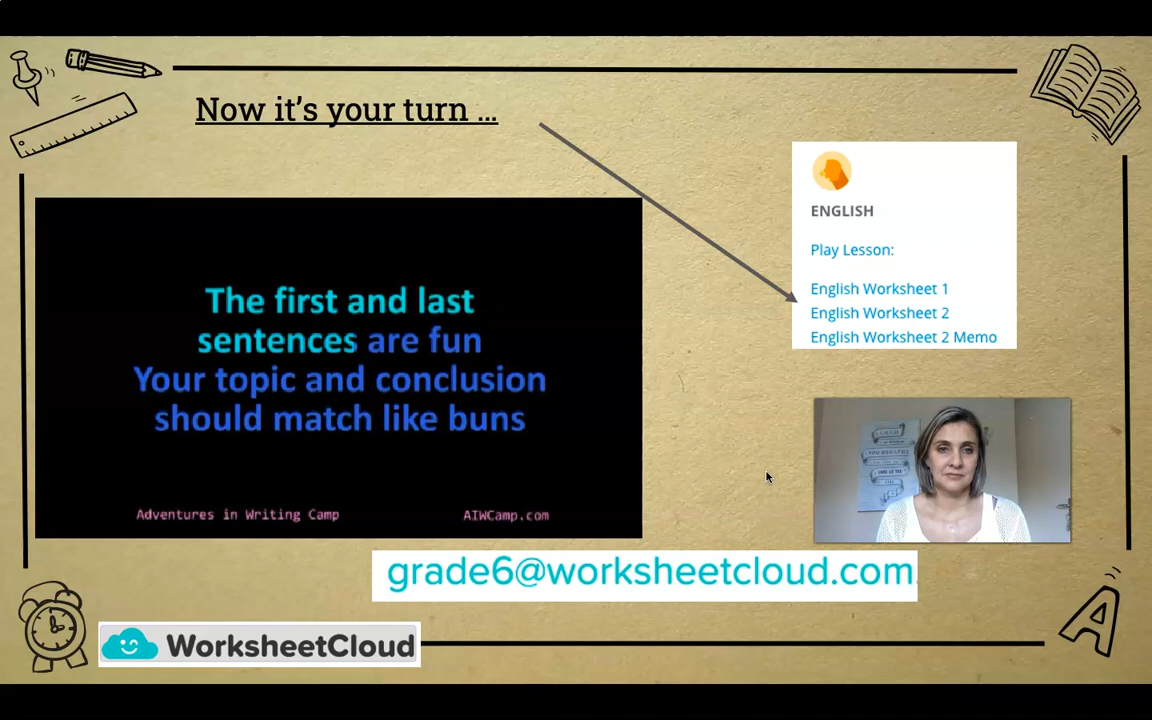 Now it's your turn ...
ENGLISH
Play Lesson:
English Worksheet 1
English Worksheet 2
English Worksheet 2 Memo
The first and last
sentences are fun
Your topic and conclusion
should match like buns
Adventures in Writing Camp
AIWCamp.com
grade6@worksheetcloud.com
WorksheetCloud
A